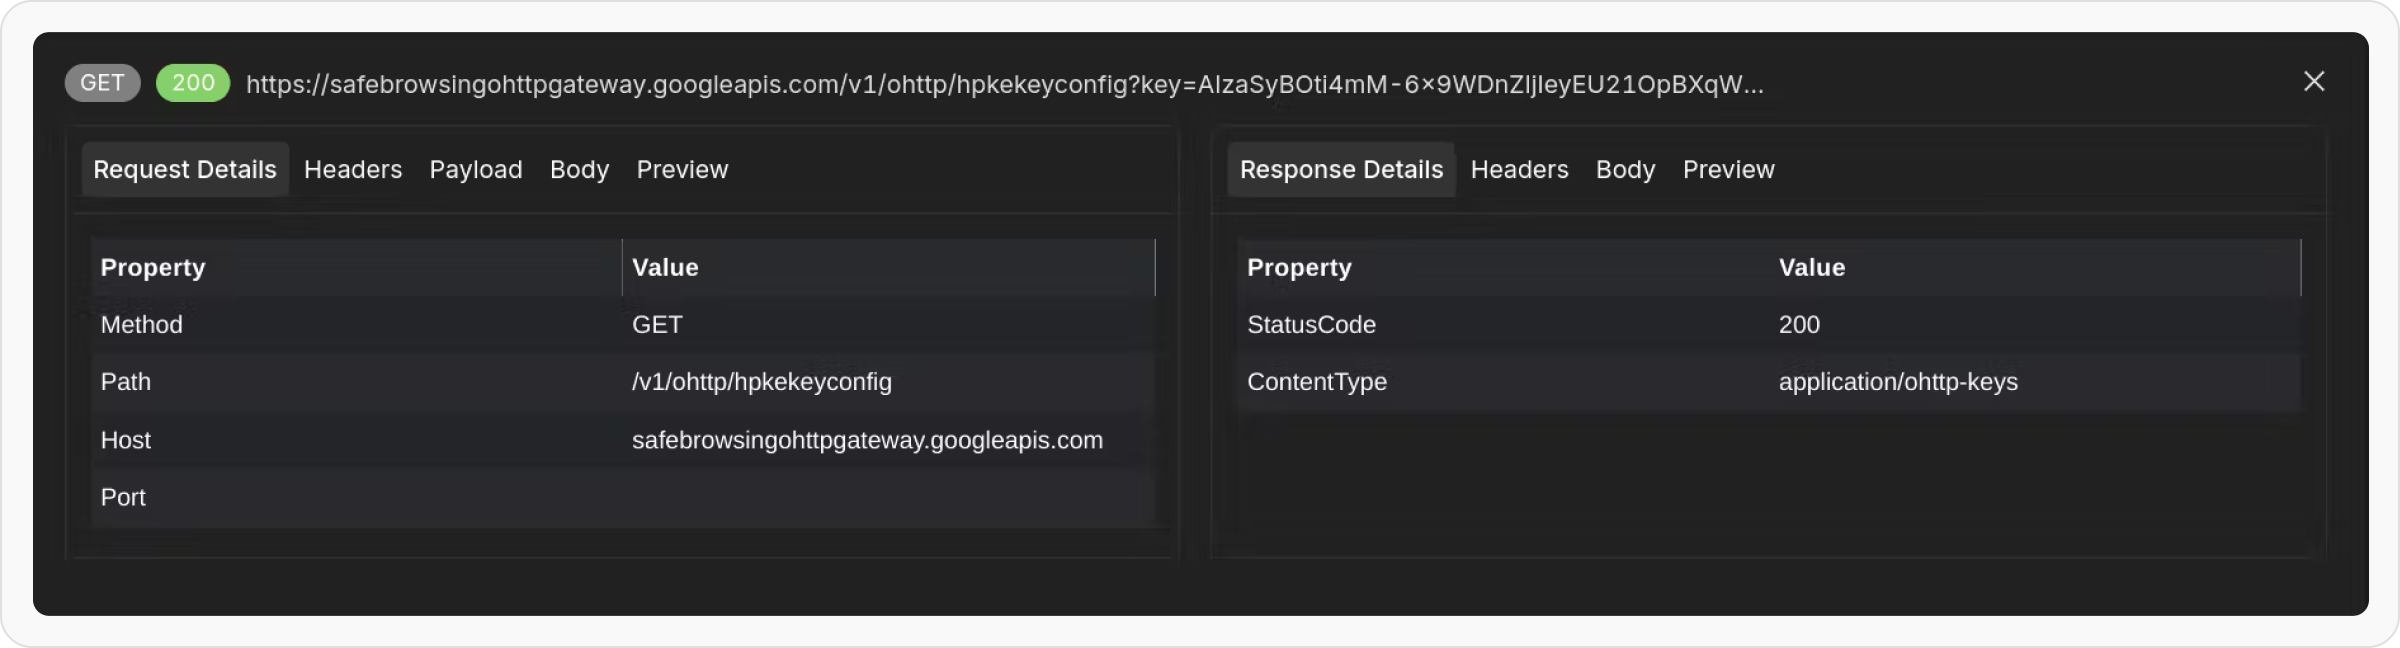 GET 200 https://safebrowsingohttpgateway.googleapis.com/v1/ohttp/hpkekeyconfig?key=AIzaSyBOti4mM-6x9WDnZIjIeyEU21OpBXqW...
Request Details Headers Payload Body Preview
Property Value
Method GET
Path /v1/ohttp/hpkekeyconfig
Host safebrowsingohttpgateway.googleapis.com
Port
Response Details Headers Body Preview
Property Value
StatusCode 200
ContentType application/ohttp-keys